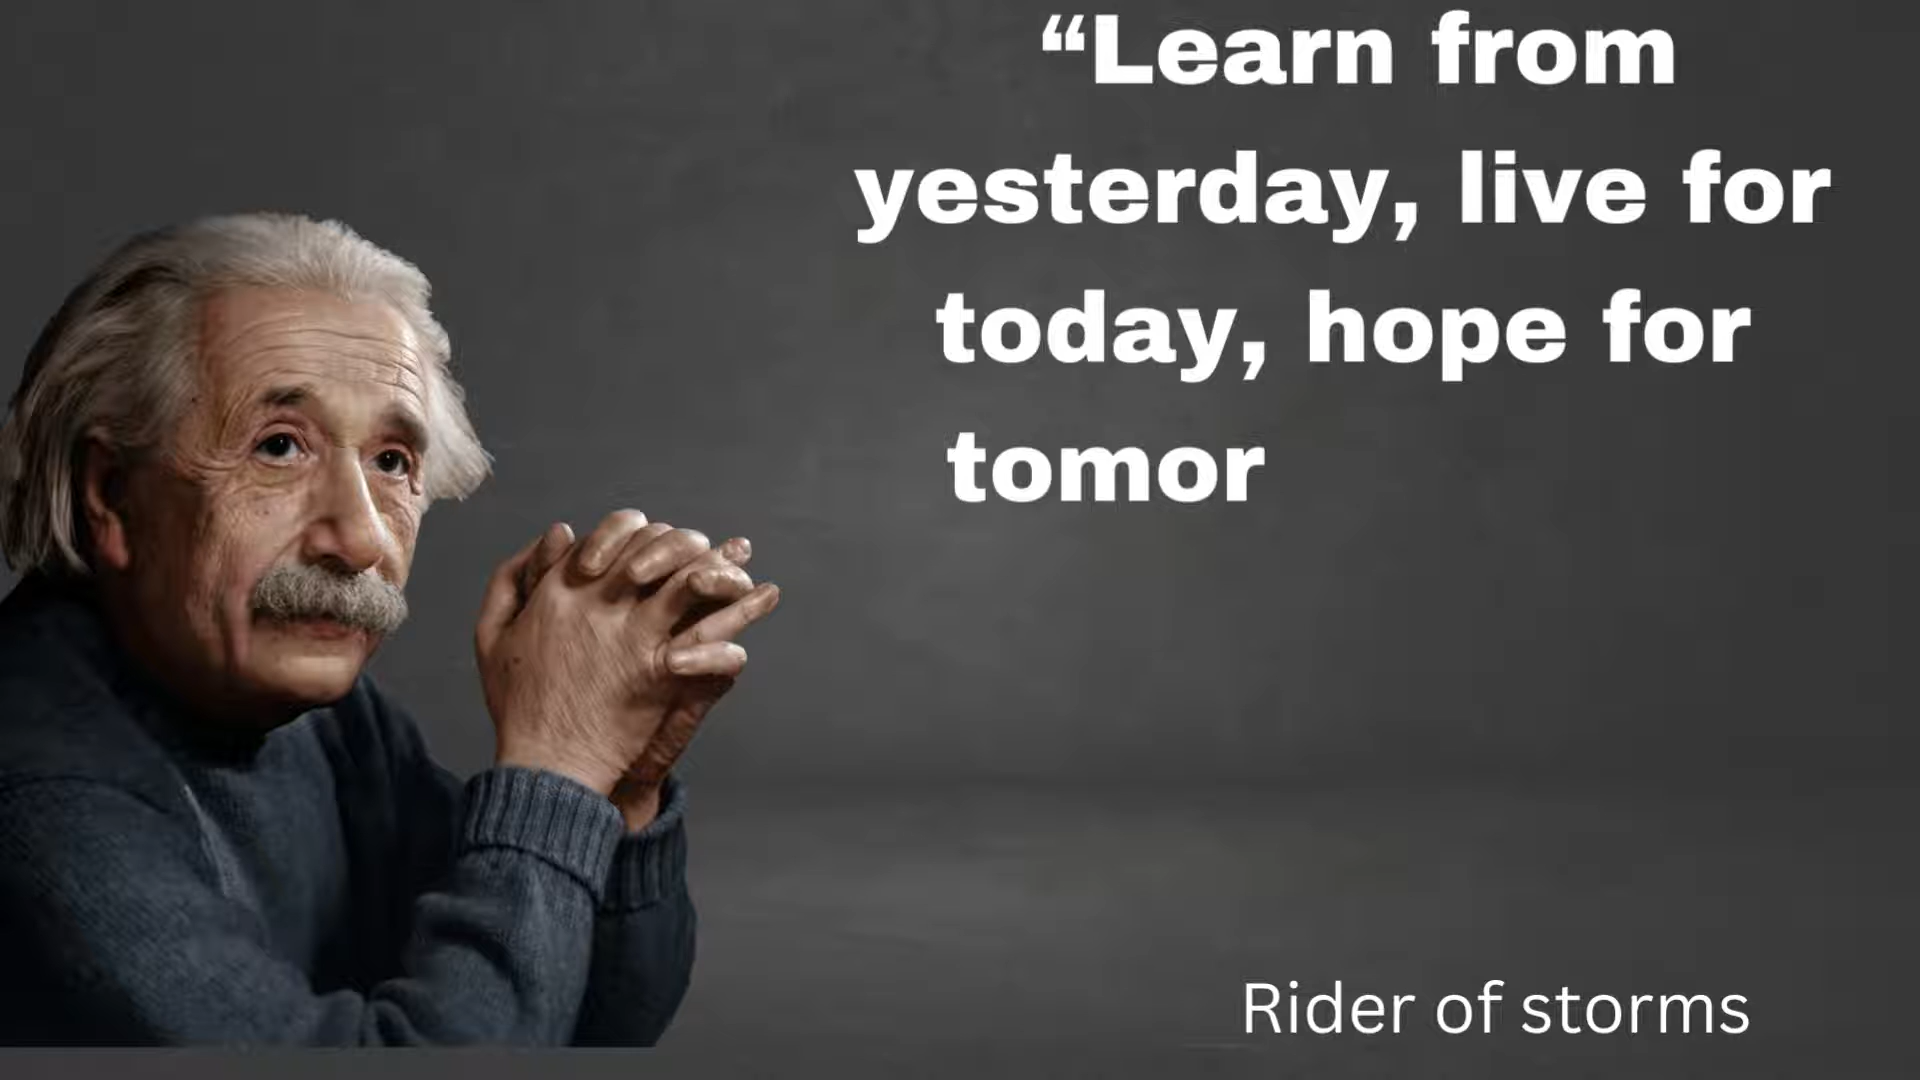 “Learn from
yesterday, live for
today, hope for
tomor
Rider of storms